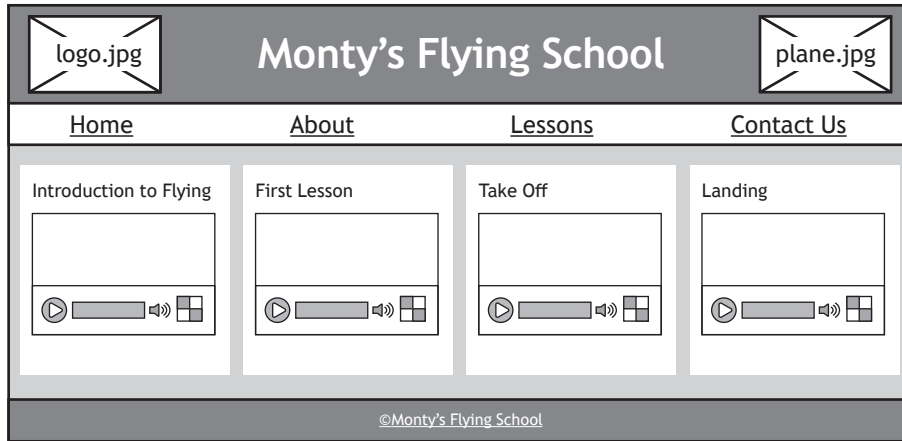 logo.jpg Monty's Flying School plane.jpg
Home About Lessons Contact Us
Introduction to Flying First Lesson Take Off Landing
©Monty's Flying School